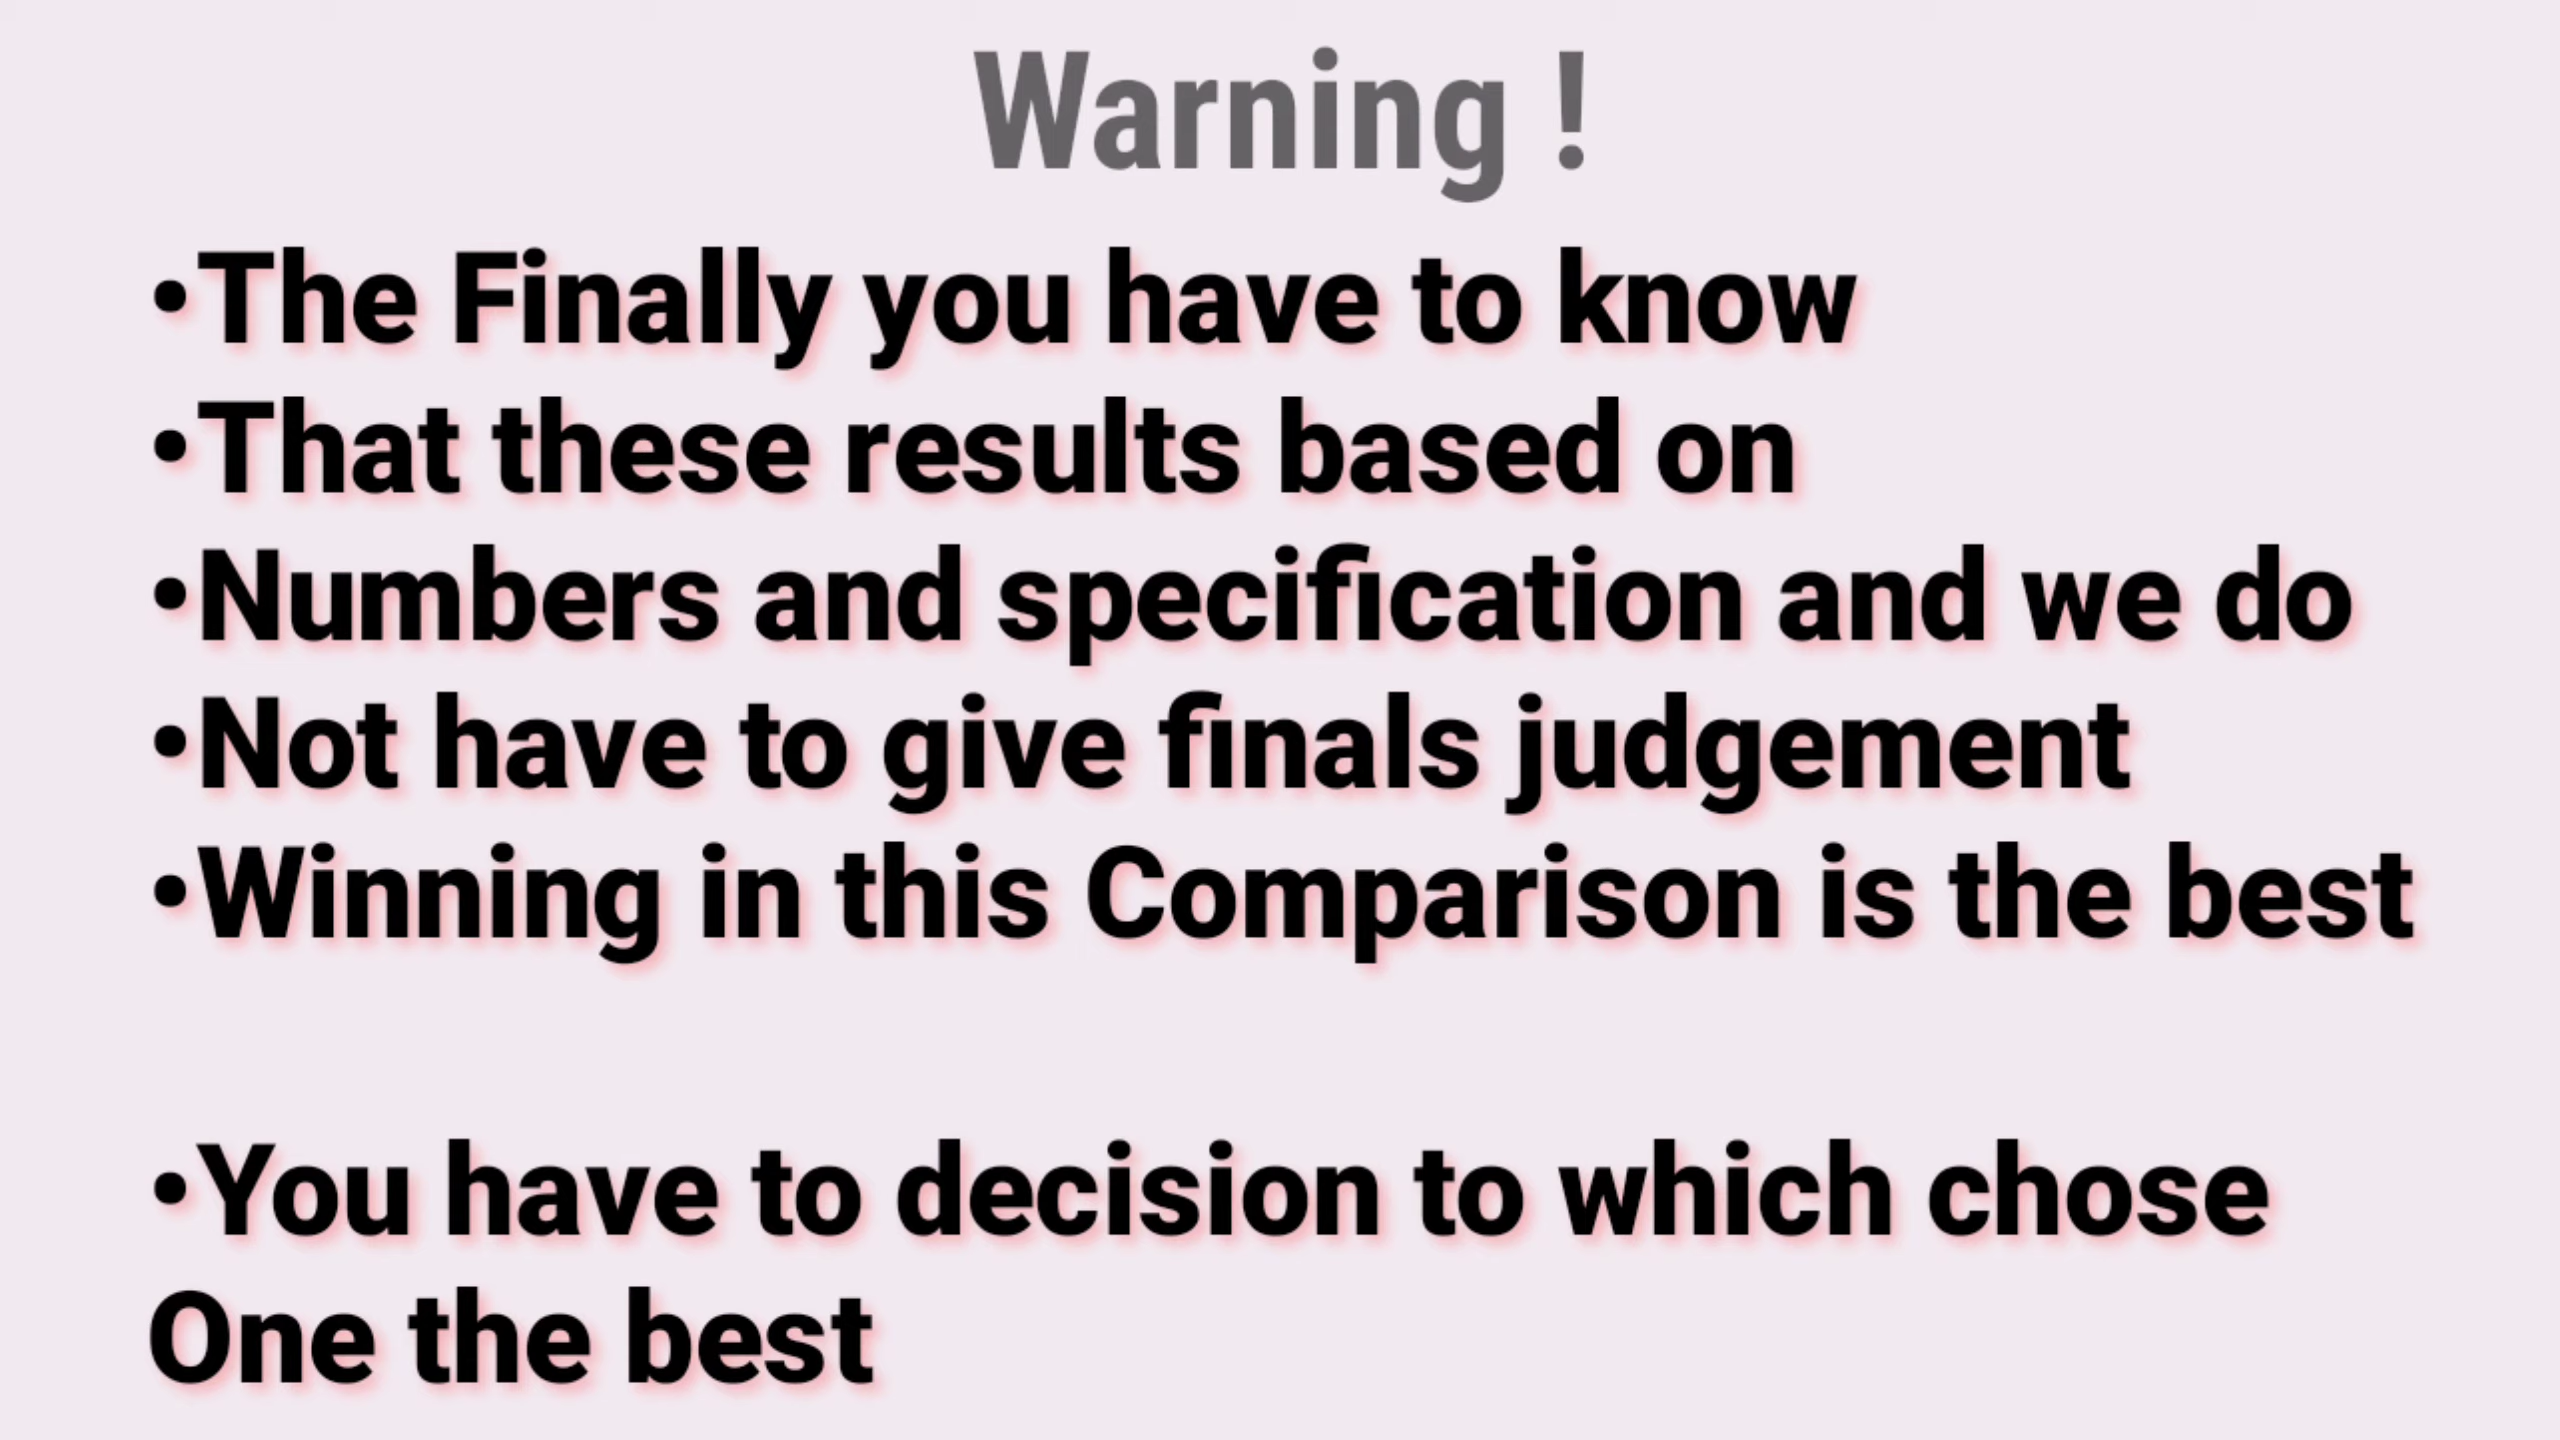 Warning !
•The Finally you have to know
•That these results based on
•Numbers and specification and we do
•Not have to give finals judgement
•Winning in this Comparison is the best
•You have to decision to which chose
One the best